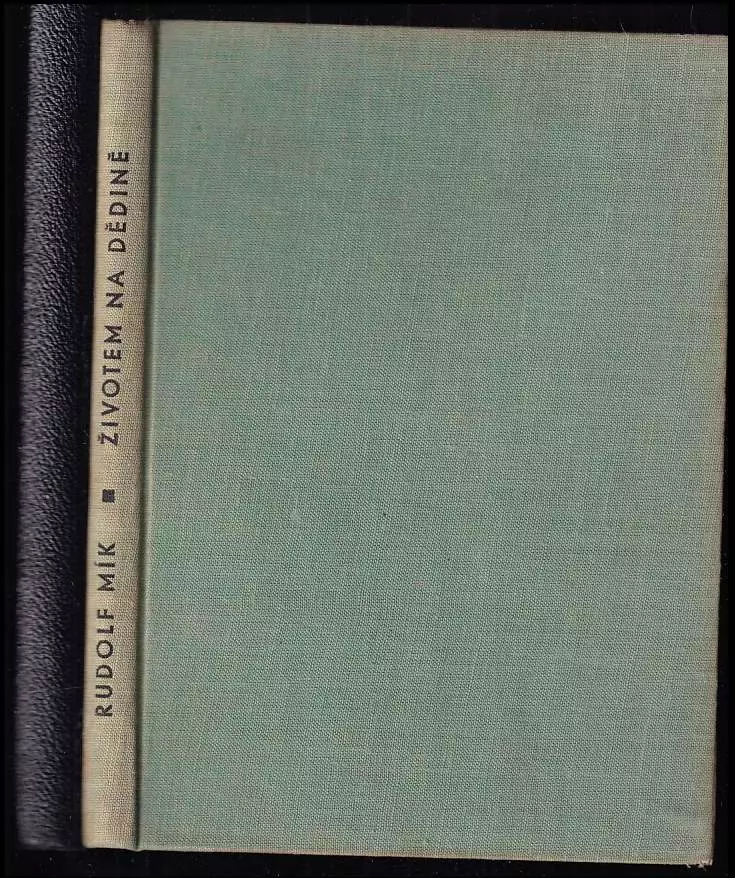 RUDOLF MÍK ■ ŽIVOTEM NA DĚDINĚ